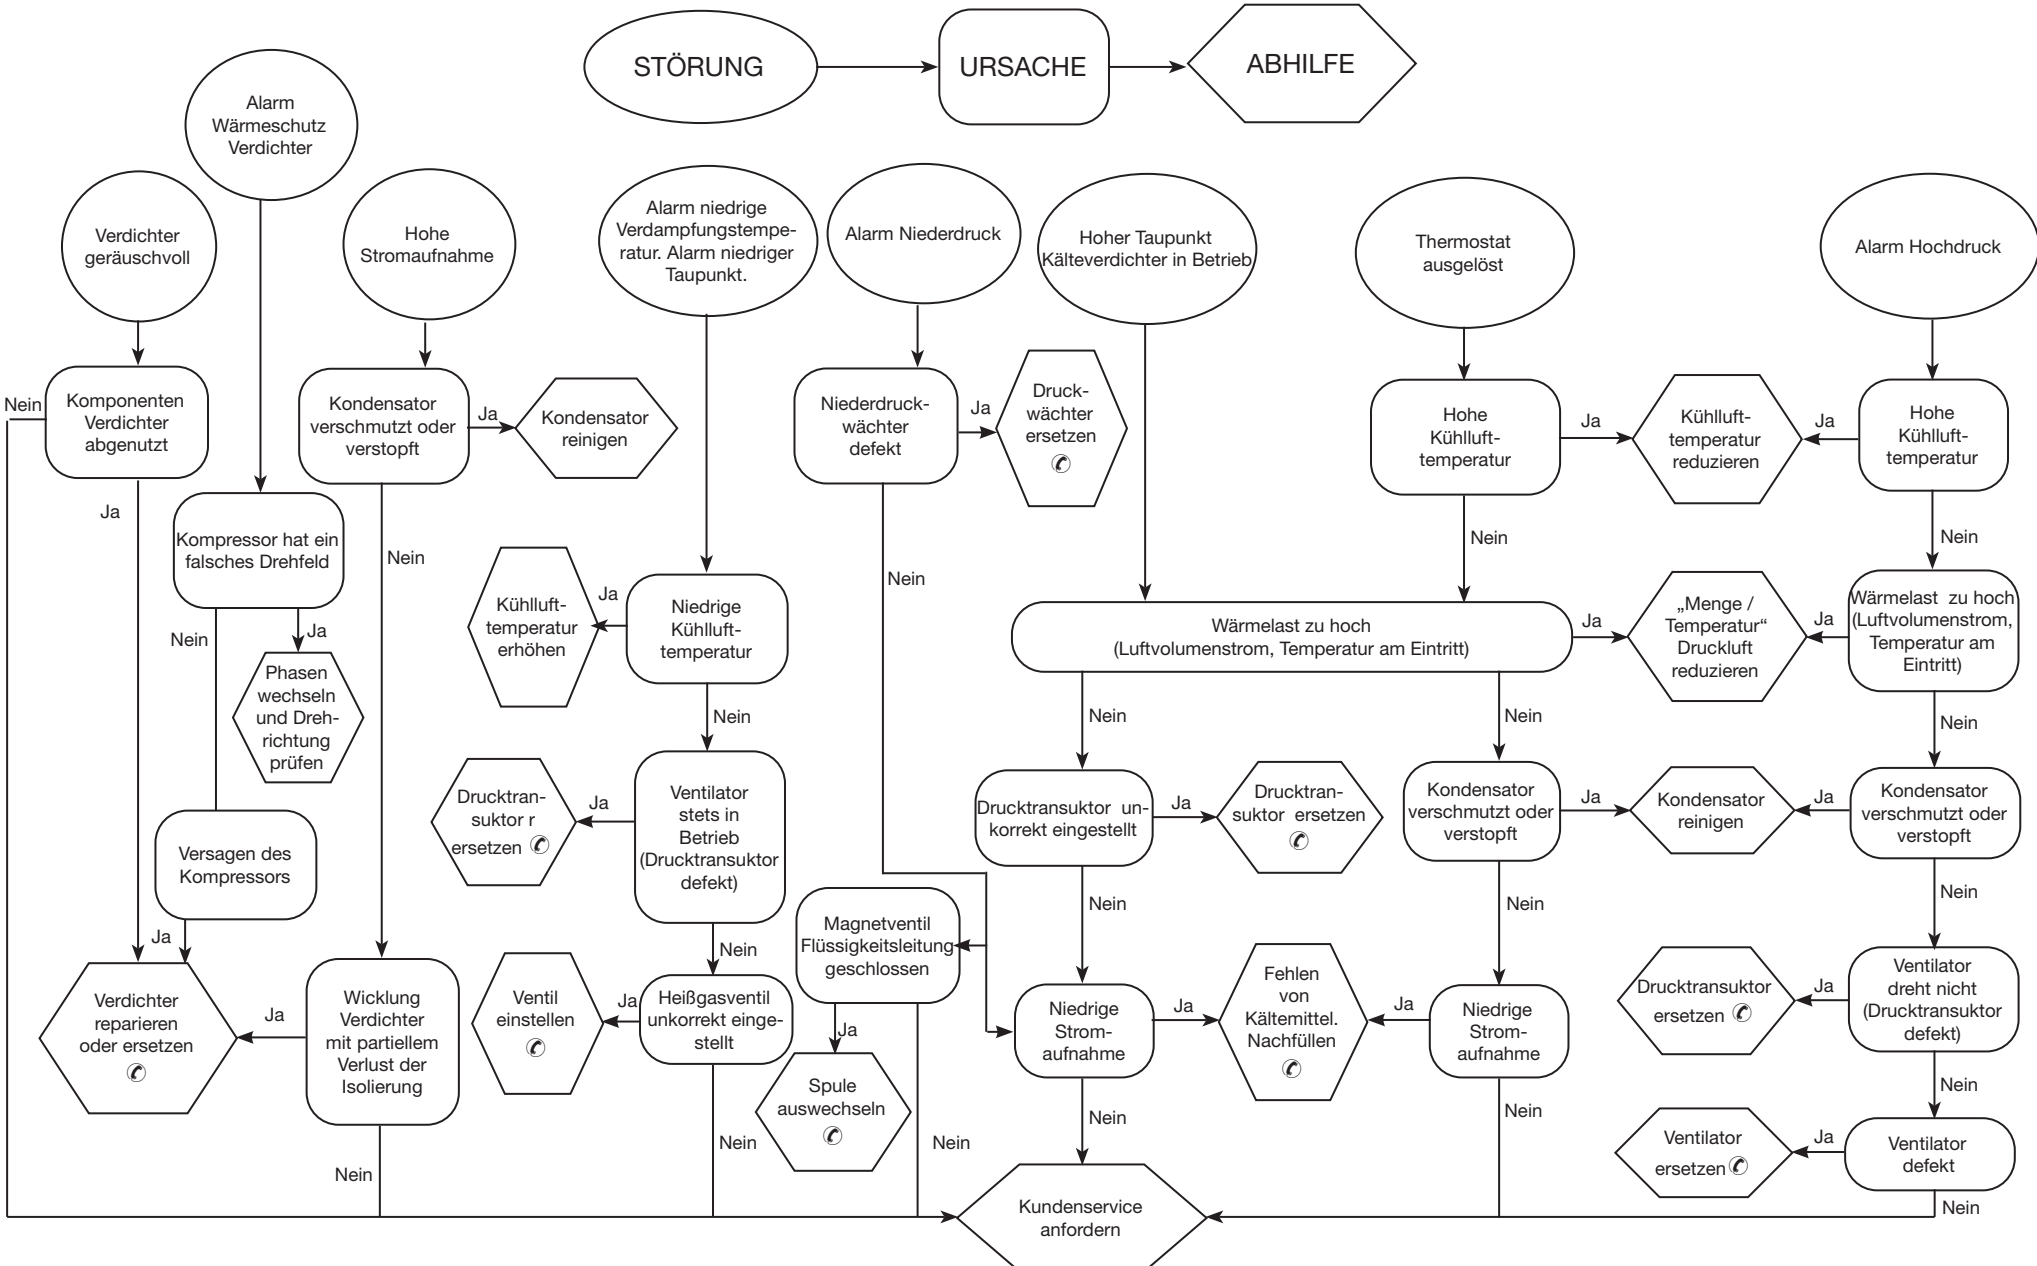 STÖRUNG
URSACHE
ABHILFE
Alarm
Wärmeschutz
Verdichter
Verdichter
geräuschvoll
Hohe
Stromaufnahme
Alarm niedrige
Verdampfungstempe-
ratur. Alarm niedriger
Taupunkt.
Alarm Niederdruck
Hoher Taupunkt
Kälteverdichter in Betrieb
Thermostat
ausgelöst
Alarm Hochdruck
Nein
Komponenten
Verdichter
abgenutzt
Ja
Kondensator
verschmutzt oder
verstopft
Ja
Kondensator
reinigen
Niederdruck-
wächter
defekt
Ja
Druck-
wächter
ersetzen
✆
Hohe
Kühlluft-
temperatur
Ja
Kühlluft-
temperatur
reduzieren
Ja
Hohe
Kühlluft-
temperatur
Kompressor hat ein
falsches Drehfeld
Nein
Nein
Nein
Nein
Nein
Ja
Phasen
wechseln
und Dreh-
richtung
prüfen
Kühlluft-
temperatur
erhöhen
Ja
Niedrige
Kühlluft-
temperatur
Wärmelast zu hoch
(Luftvolumenstrom, Temperatur am Eintritt)
Ja
„Menge /
Temperatur“
Druckluft
reduzieren
Ja
Wärmelast zu hoch
(Luftvolumenstrom,
Temperatur am
Eintritt)
Nein
Nein
Nein
Nein
Versagen des
Kompressors
Ja
Drucktran-
suktor r
ersetzen ✆
Ja
Ventilator
stets in
Betrieb
(Drucktransuktor
defekt)
Drucktransuktor un-
korrekt eingestellt
Ja
Drucktran-
suktor ersetzen
✆
Kondensator
verschmutzt oder
verstopft
Ja
Kondensator
reinigen
Ja
Kondensator
verschmutzt oder
verstopft
Nein
Nein
Nein
Nein
Verdichter
reparieren
oder ersetzen
✆
Ja
Wicklung
Verdichter
mit partiellem
Verlust der
Isolierung
Ventil
einstellen
✆
Ja
Heißgasventil
unkorrekt einge-
stellt
Magnetventil
Flüssigkeitsleitung
geschlossen
Ja
Spule
auswechseln
✆
Niedrige
Strom-
aufnahme
Ja
Fehlen
von
Kältemittel.
Nachfüllen
✆
Ja
Niedrige
Strom-
aufnahme
Drucktransuktor
ersetzen ✆
Ja
Ventilator
dreht nicht
(Drucktransuktor
defekt)
Nein
Ventilator
ersetzen ✆
Ja
Ventilator
defekt
Nein
Nein
Nein
Nein
Nein
Nein
Kundenservice
anfordern